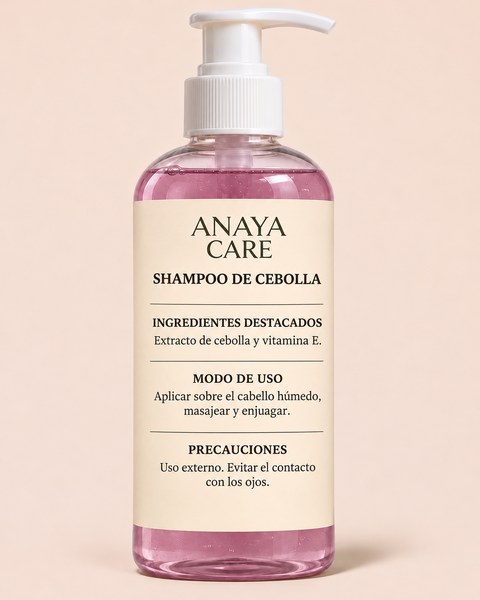 ANAYA
CARE
SHAMPOO DE CEBOLLA
INGREDIENTES DESTACADOS
Extracto de cebolla y vitamina E.
MODO DE USO
Aplicar sobre el cabello húmedo,
masajear y enjuagar.
PRECAUCIONES
Uso externo. Evitar el contacto
con los ojos.